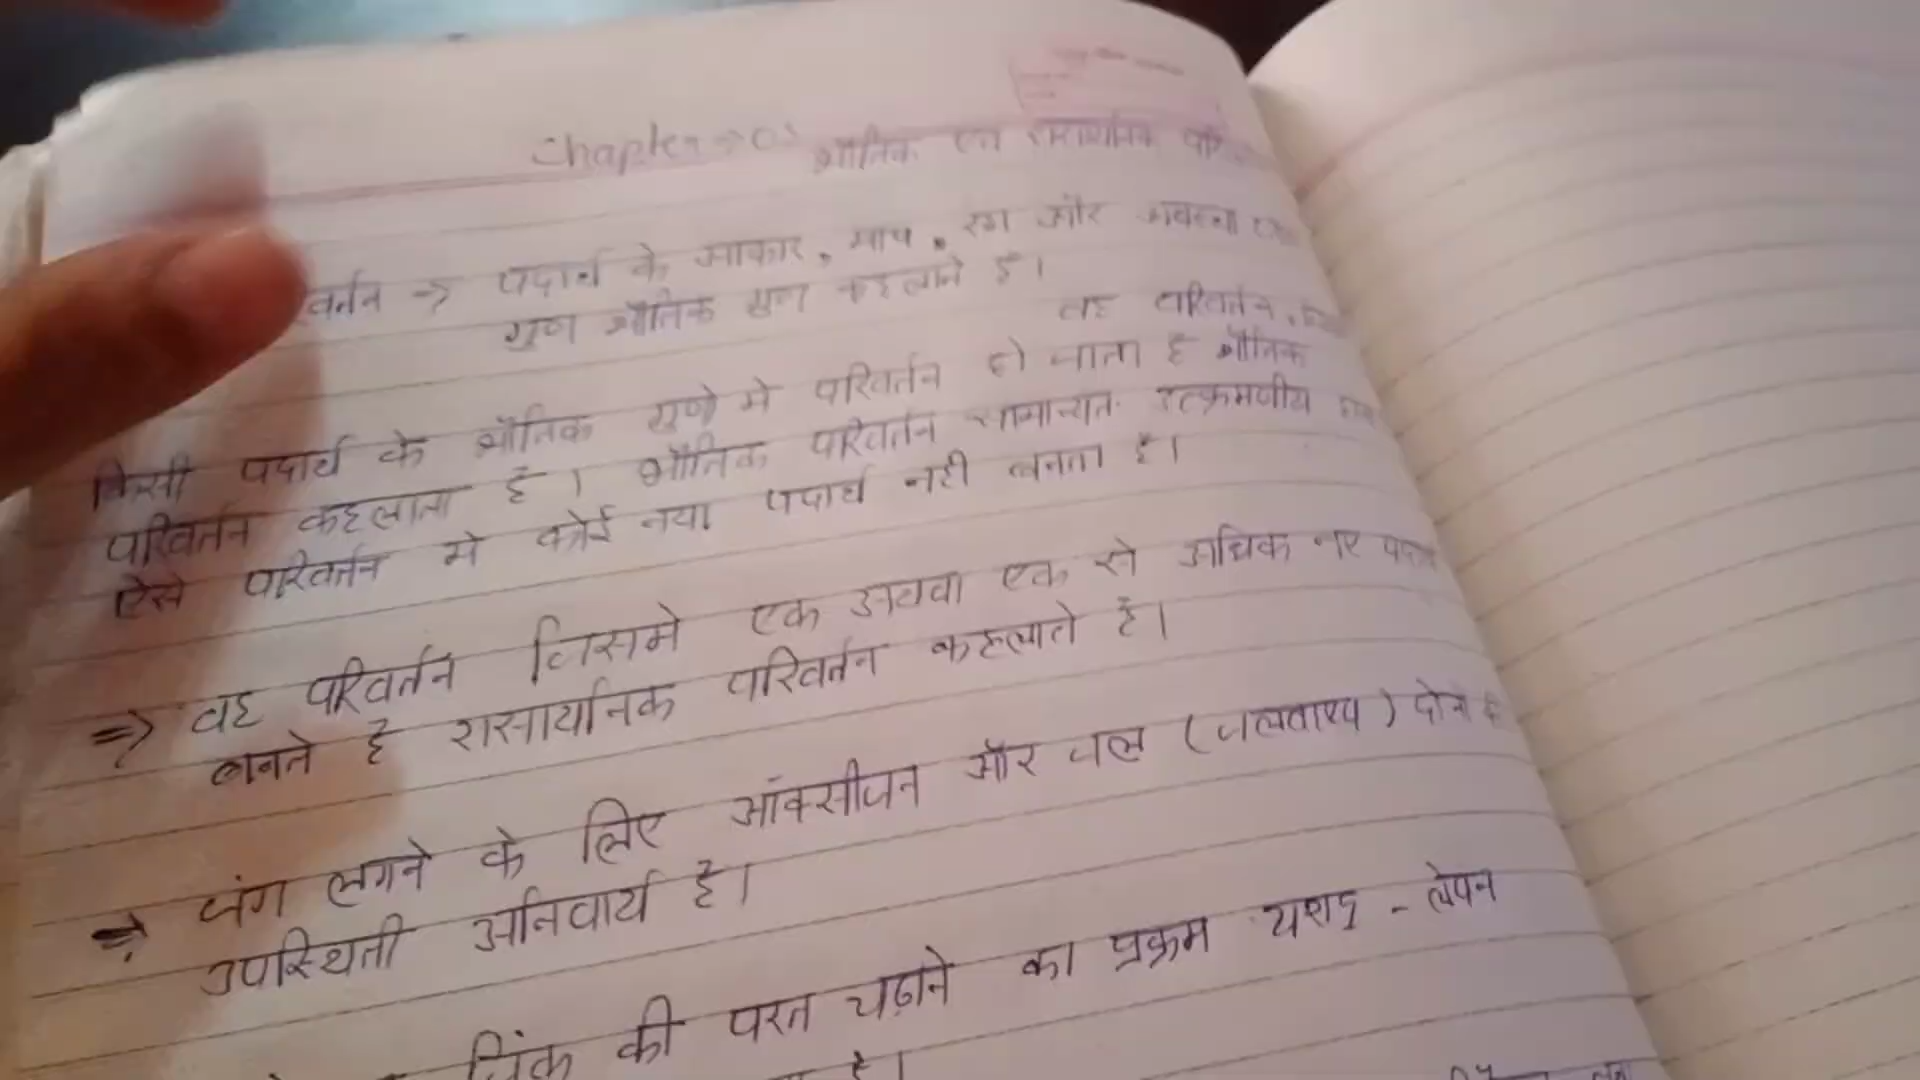 Chapter → 03 भौतिक एवं रासायनिक
वर्तन → पदार्थ के आकार, माप, रंग और अवस्था
गुण भौतिक गुण कहलाते है।
वह परिवर्तन,
किसी पदार्थ के भौतिक गुणो मे परिवर्तन हो जाता है भौतिक
परिवर्तन कहलाता है। भौतिक परिवर्तन सामान्यतः उत्क्रमणीय
ऐसे परिवर्तन मे कोई नया पदार्थ नही बनता है।
⇒ वह परिवर्तन जिसमे एक अथवा एक से अधिक नए
बनते है रासायनिक परिवर्तन कहलाते है।
⇒ जंग लगने के लिए ऑक्सीजन और जल (जलवाष्प) दोनो
उपस्थिती अनिवार्य है।
जिंक की परत चढ़ाने का प्रक्रम यशद - लेपन
है।